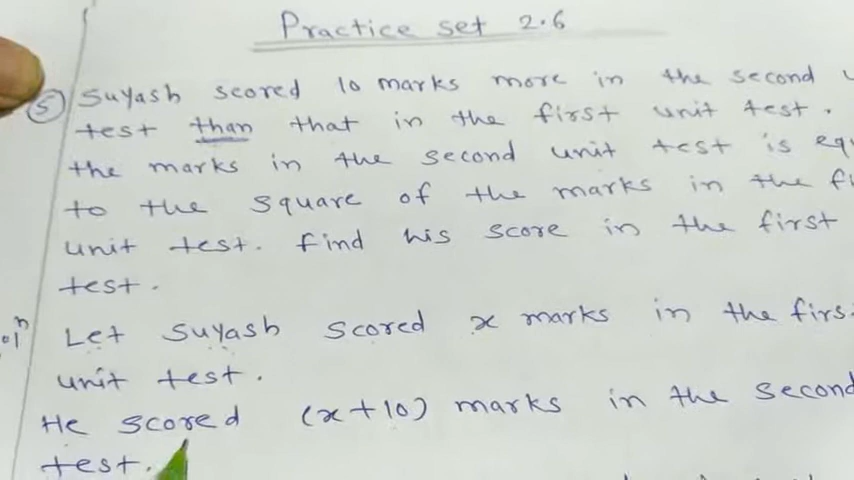 Practice set 2.6
5 Suyash scored 10 marks more in the second
test than that in the first unit test.
the marks in the second unit test is
to the square of the marks in the
unit test. find his score in the first
test.
Let Suyash scored x marks in the
unit test.
He scored (x+10) marks in the second
test.